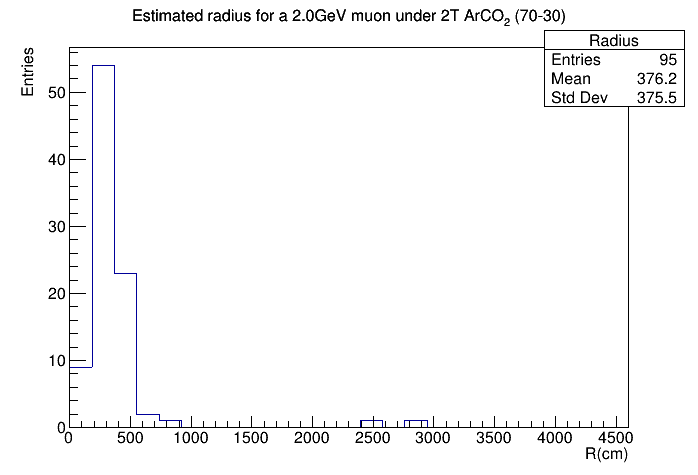 Estimated radius for a 2.0GeV muon under 2T ArCO₂ (70-30)
Radius
Entries 95
Mean 376.2
Std Dev 375.5
Entries
50
40
30
20
10
0
0 500 1000 1500 2000 2500 3000 3500 4000 4500
R(cm)